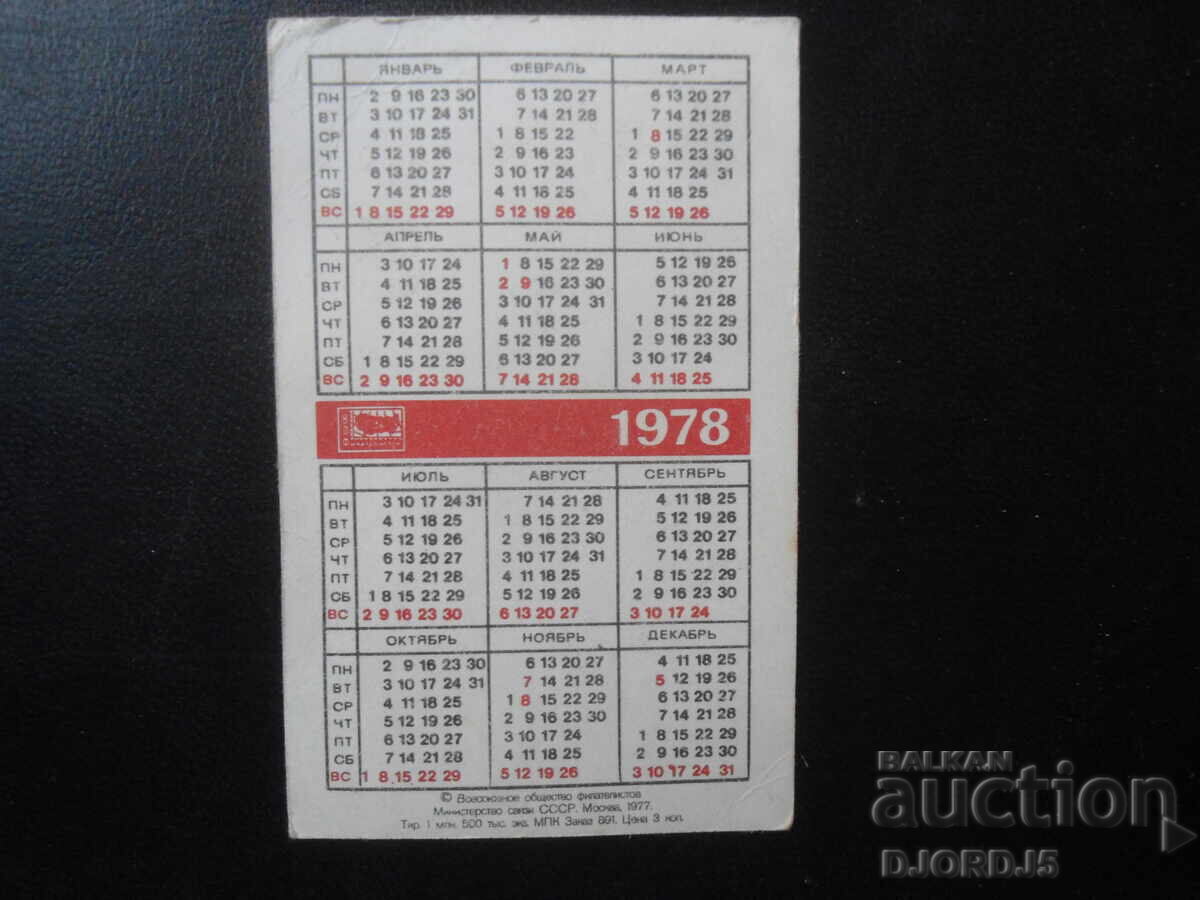 ЯНВАРЬ ФЕВРАЛЬ МАРТ
ПН 2 9 16 23 30 6 13 20 27 6 13 20 27
ВТ 3 10 17 24 31 7 14 21 28 7 14 21 28
СР 4 11 18 25 1 8 15 22 1 8 15 22 29
ЧТ 5 12 19 26 2 9 16 23 2 9 16 23 30
ПТ 6 13 20 27 3 10 17 24 3 10 17 24 31
СБ 7 14 21 28 4 11 18 25 4 11 18 25
ВС 1 8 15 22 29 5 12 19 26 5 12 19 26
АПРЕЛЬ МАЙ ИЮНЬ
ПН 3 10 17 24 1 8 15 22 29 5 12 19 26
ВТ 4 11 18 25 2 9 16 23 30 6 13 20 27
СР 5 12 19 26 3 10 17 24 31 7 14 21 28
ЧТ 6 13 20 27 4 11 18 25 1 8 15 22 29
ПТ 7 14 21 28 5 12 19 26 2 9 16 23 30
СБ 1 8 15 22 29 6 13 20 27 3 10 17 24
ВС 2 9 16 23 30 7 14 21 28 4 11 18 25
1978
ИЮЛЬ АВГУСТ СЕНТЯБРЬ
ПН 3 10 17 24 31 7 14 21 28 4 11 18 25
ВТ 4 11 18 25 1 8 15 22 29 5 12 19 26
СР 5 12 19 26 2 9 16 23 30 6 13 20 27
ЧТ 6 13 20 27 3 10 17 24 31 7 14 21 28
ПТ 7 14 21 28 4 11 18 25 1 8 15 22 29
СБ 1 8 15 22 29 5 12 19 26 2 9 16 23 30
ВС 2 9 16 23 30 6 13 20 27 3 10 17 24
ОКТЯБРЬ НОЯБРЬ ДЕКАБРЬ
ПН 2 9 16 23 30 6 13 20 27 4 11 18 25
ВТ 3 10 17 24 31 7 14 21 28 5 12 19 26
СР 4 11 18 25 1 8 15 22 29 6 13 20 27
ЧТ 5 12 19 26 2 9 16 23 30 7 14 21 28
ПТ 6 13 20 27 3 10 17 24 1 8 15 22 29
СБ 7 14 21 28 4 11 18 25 2 9 16 23 30
ВС 1 8 15 22 29 5 12 19 26 3 10 17 24 31
© Всесоюзное общество филателистов
Министерство связи СССР. Москва, 1977.
Тир. 1 млн. 500 тыс. экз. МПК Заказ 891. Цена 3 коп.
BALKAN
auction
DJORDJ5